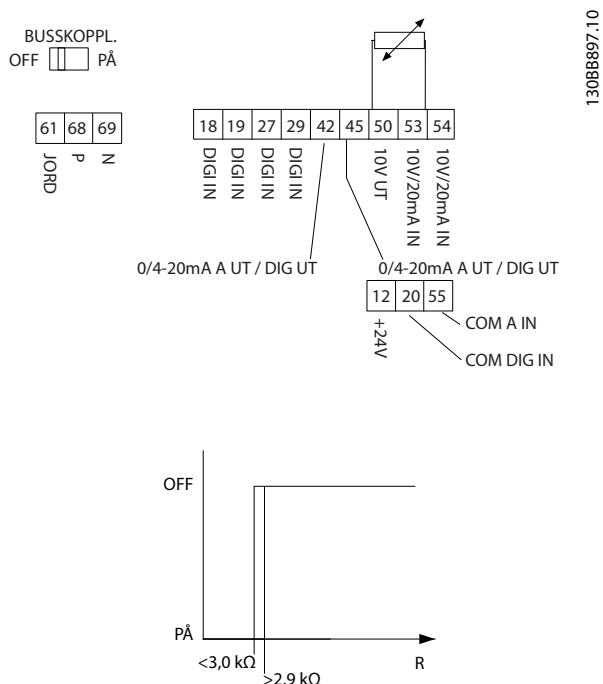 130BB897.10
BUSSKOPPL.
OFF PÅ
61 68 69
JORD
P
N
18 19 27 29 42 45 50 53 54
DIGI IN
DIGI IN
DIGI IN
DIGI IN
10V UT
10V/20mA IN
10V/20mA IN
0/4-20mA A UT / DIG UT
0/4-20mA A UT / DIG UT
12 20 55
+24V
COM A IN
COM DIG IN
OFF
PÅ
<3,0 kΩ
>2,9 kΩ
R